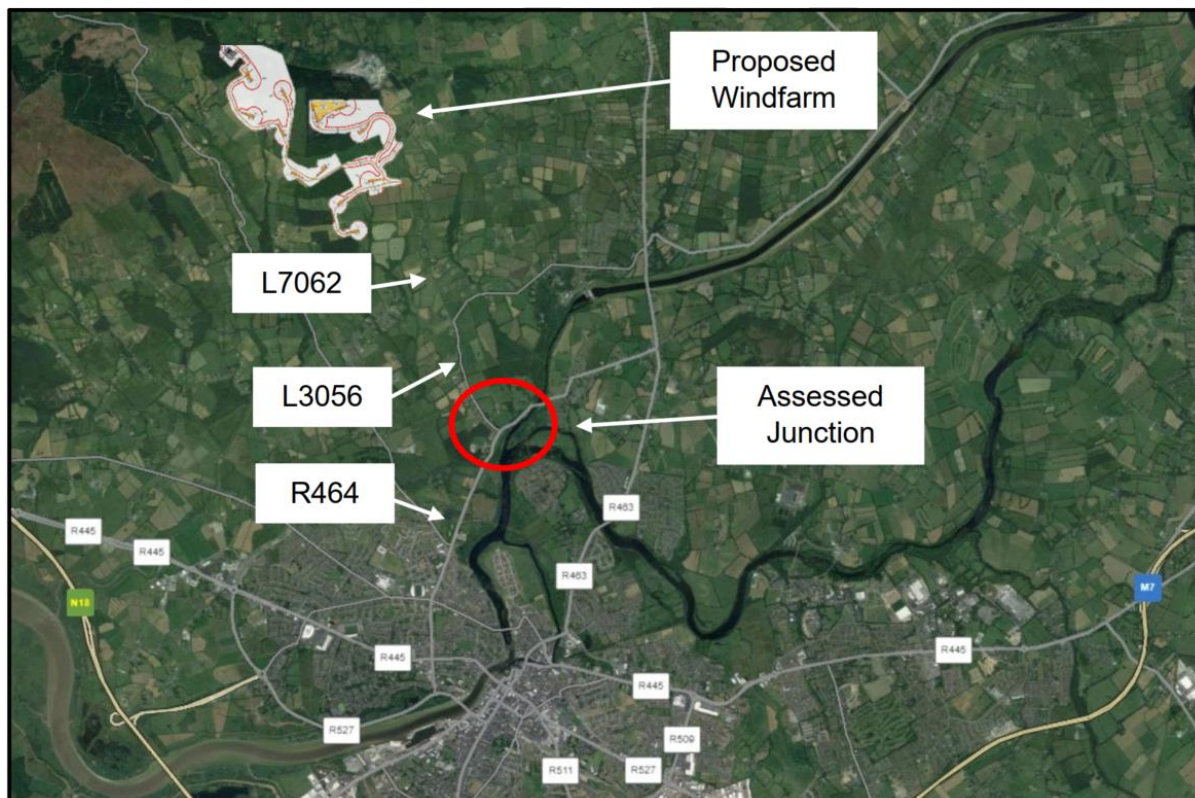 Proposed
Windfarm
L7062
L3056
Assessed
Junction
R464
R463
R445
R445
R463
N18
M7
R445
R445
R445
R527
R509
R511
R527